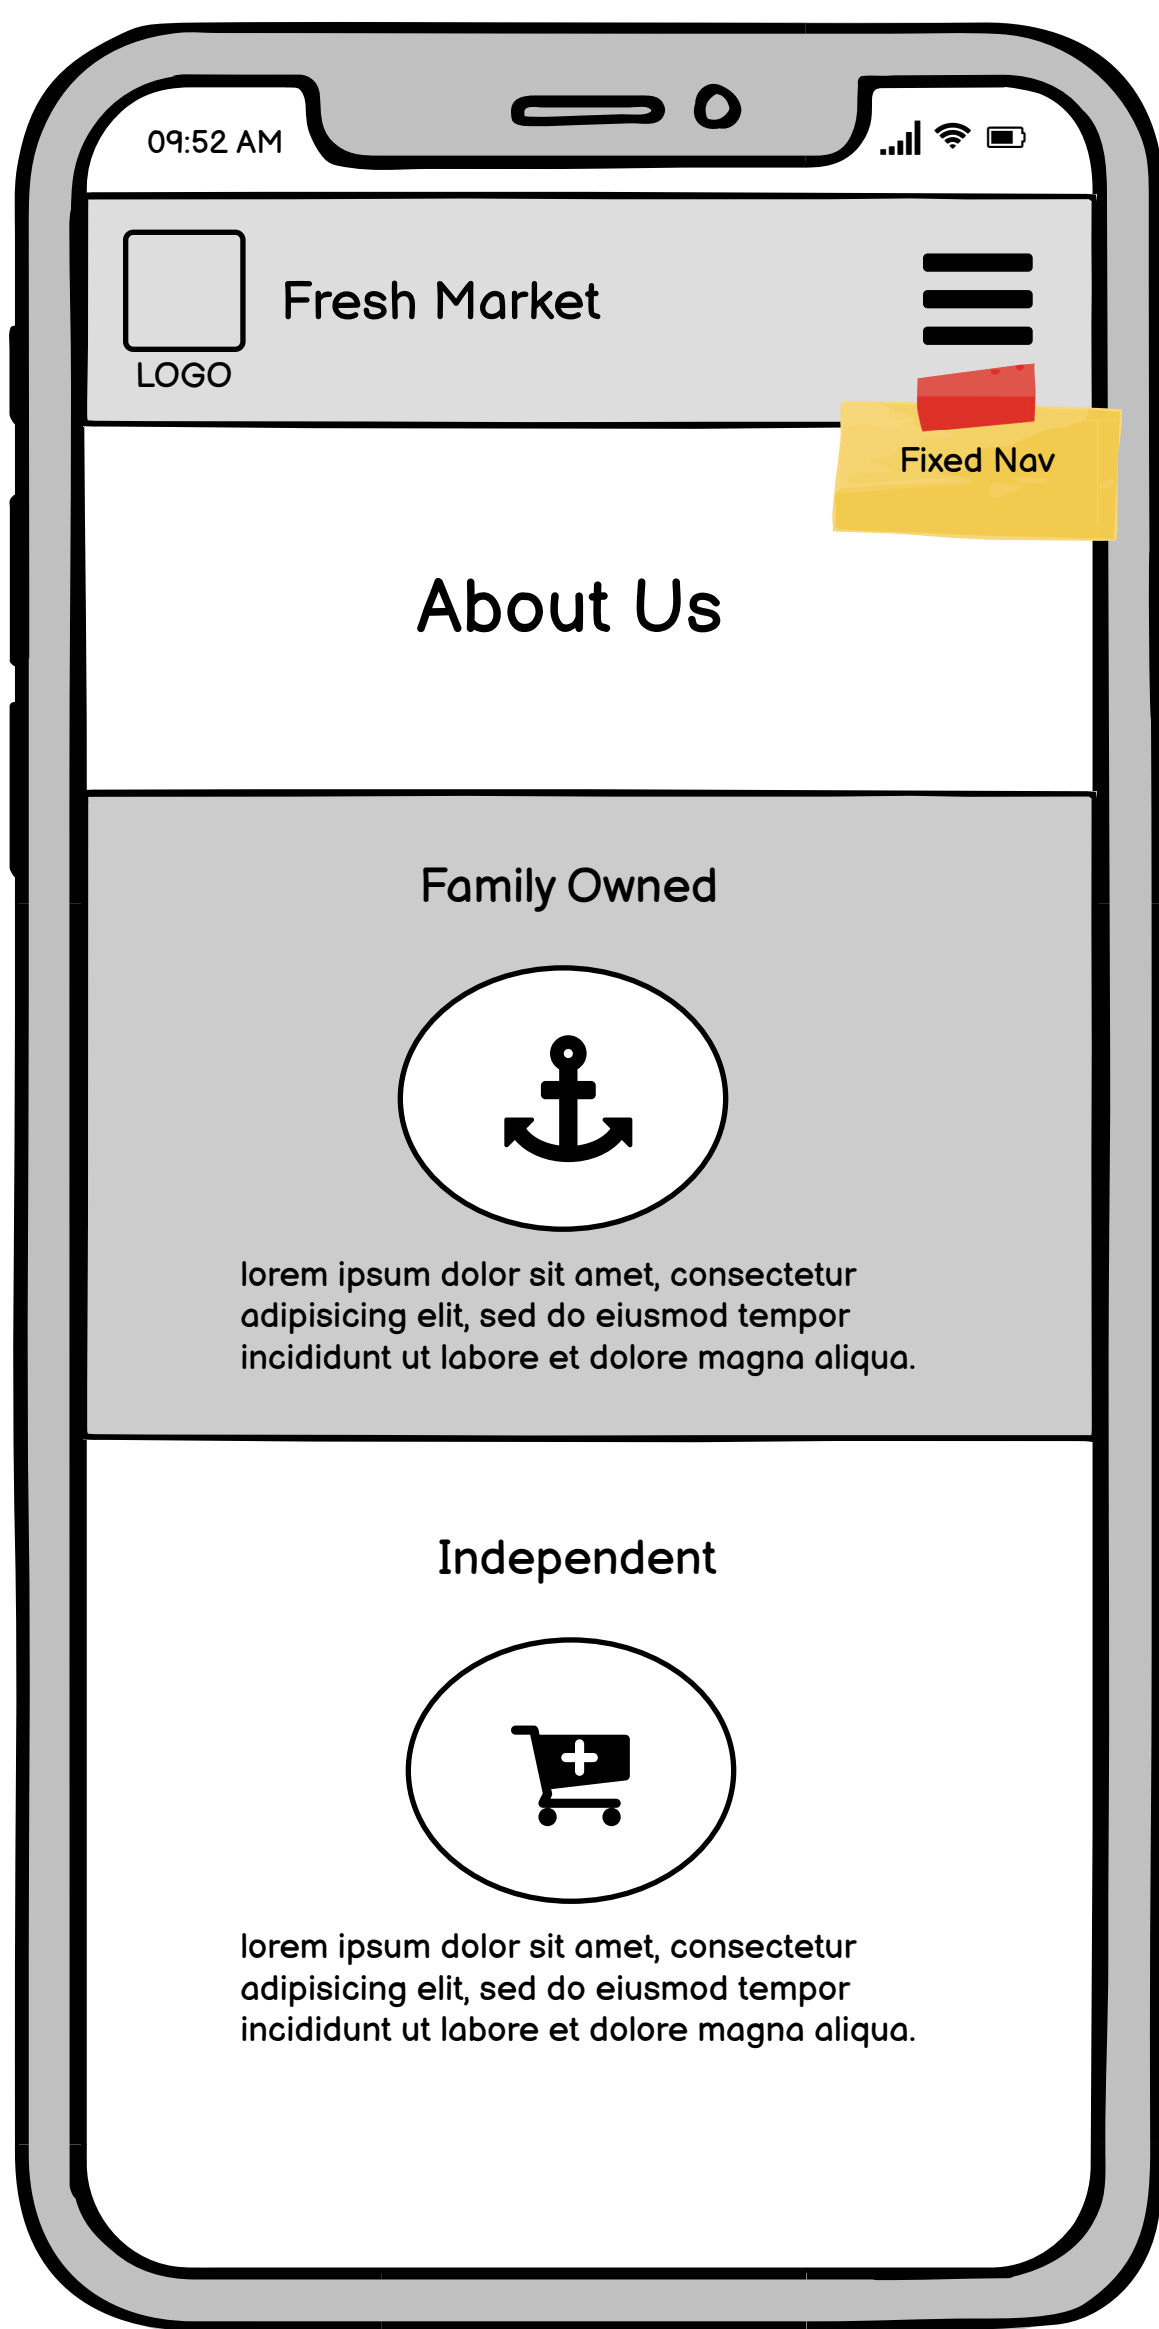 09:52 AM
Fresh Market
LOGO
Fixed Nav
About Us
Family Owned
lorem ipsum dolor sit amet, consectetur
adipisicing elit, sed do eiusmod tempor
incididunt ut labore et dolore magna aliqua.
Independent
lorem ipsum dolor sit amet, consectetur
adipisicing elit, sed do eiusmod tempor
incididunt ut labore et dolore magna aliqua.